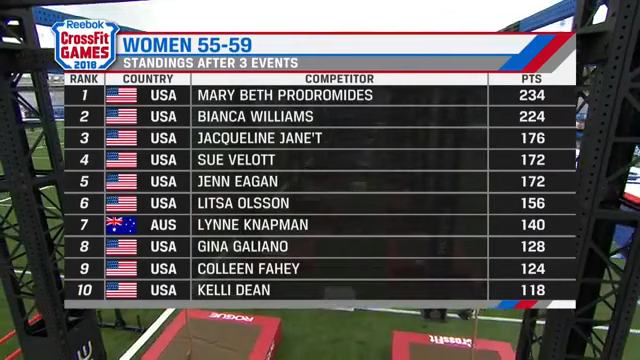 Reebok
CrossFit
GAMES
2018
WOMEN 55-59
STANDINGS AFTER 3 EVENTS
RANK COUNTRY COMPETITOR PTS
1 USA MARY BETH PRODROMIDES 234
2 USA BIANCA WILLIAMS 224
3 USA JACQUELINE JANE'T 176
4 USA SUE VELOTT 172
5 USA JENN EAGAN 172
6 USA LITSA OLSSON 156
7 AUS LYNNE KNAPMAN 140
8 USA GINA GALIANO 128
9 USA COLLEEN FAHEY 124
10 USA KELLI DEAN 118
ROGUE
CrossFit